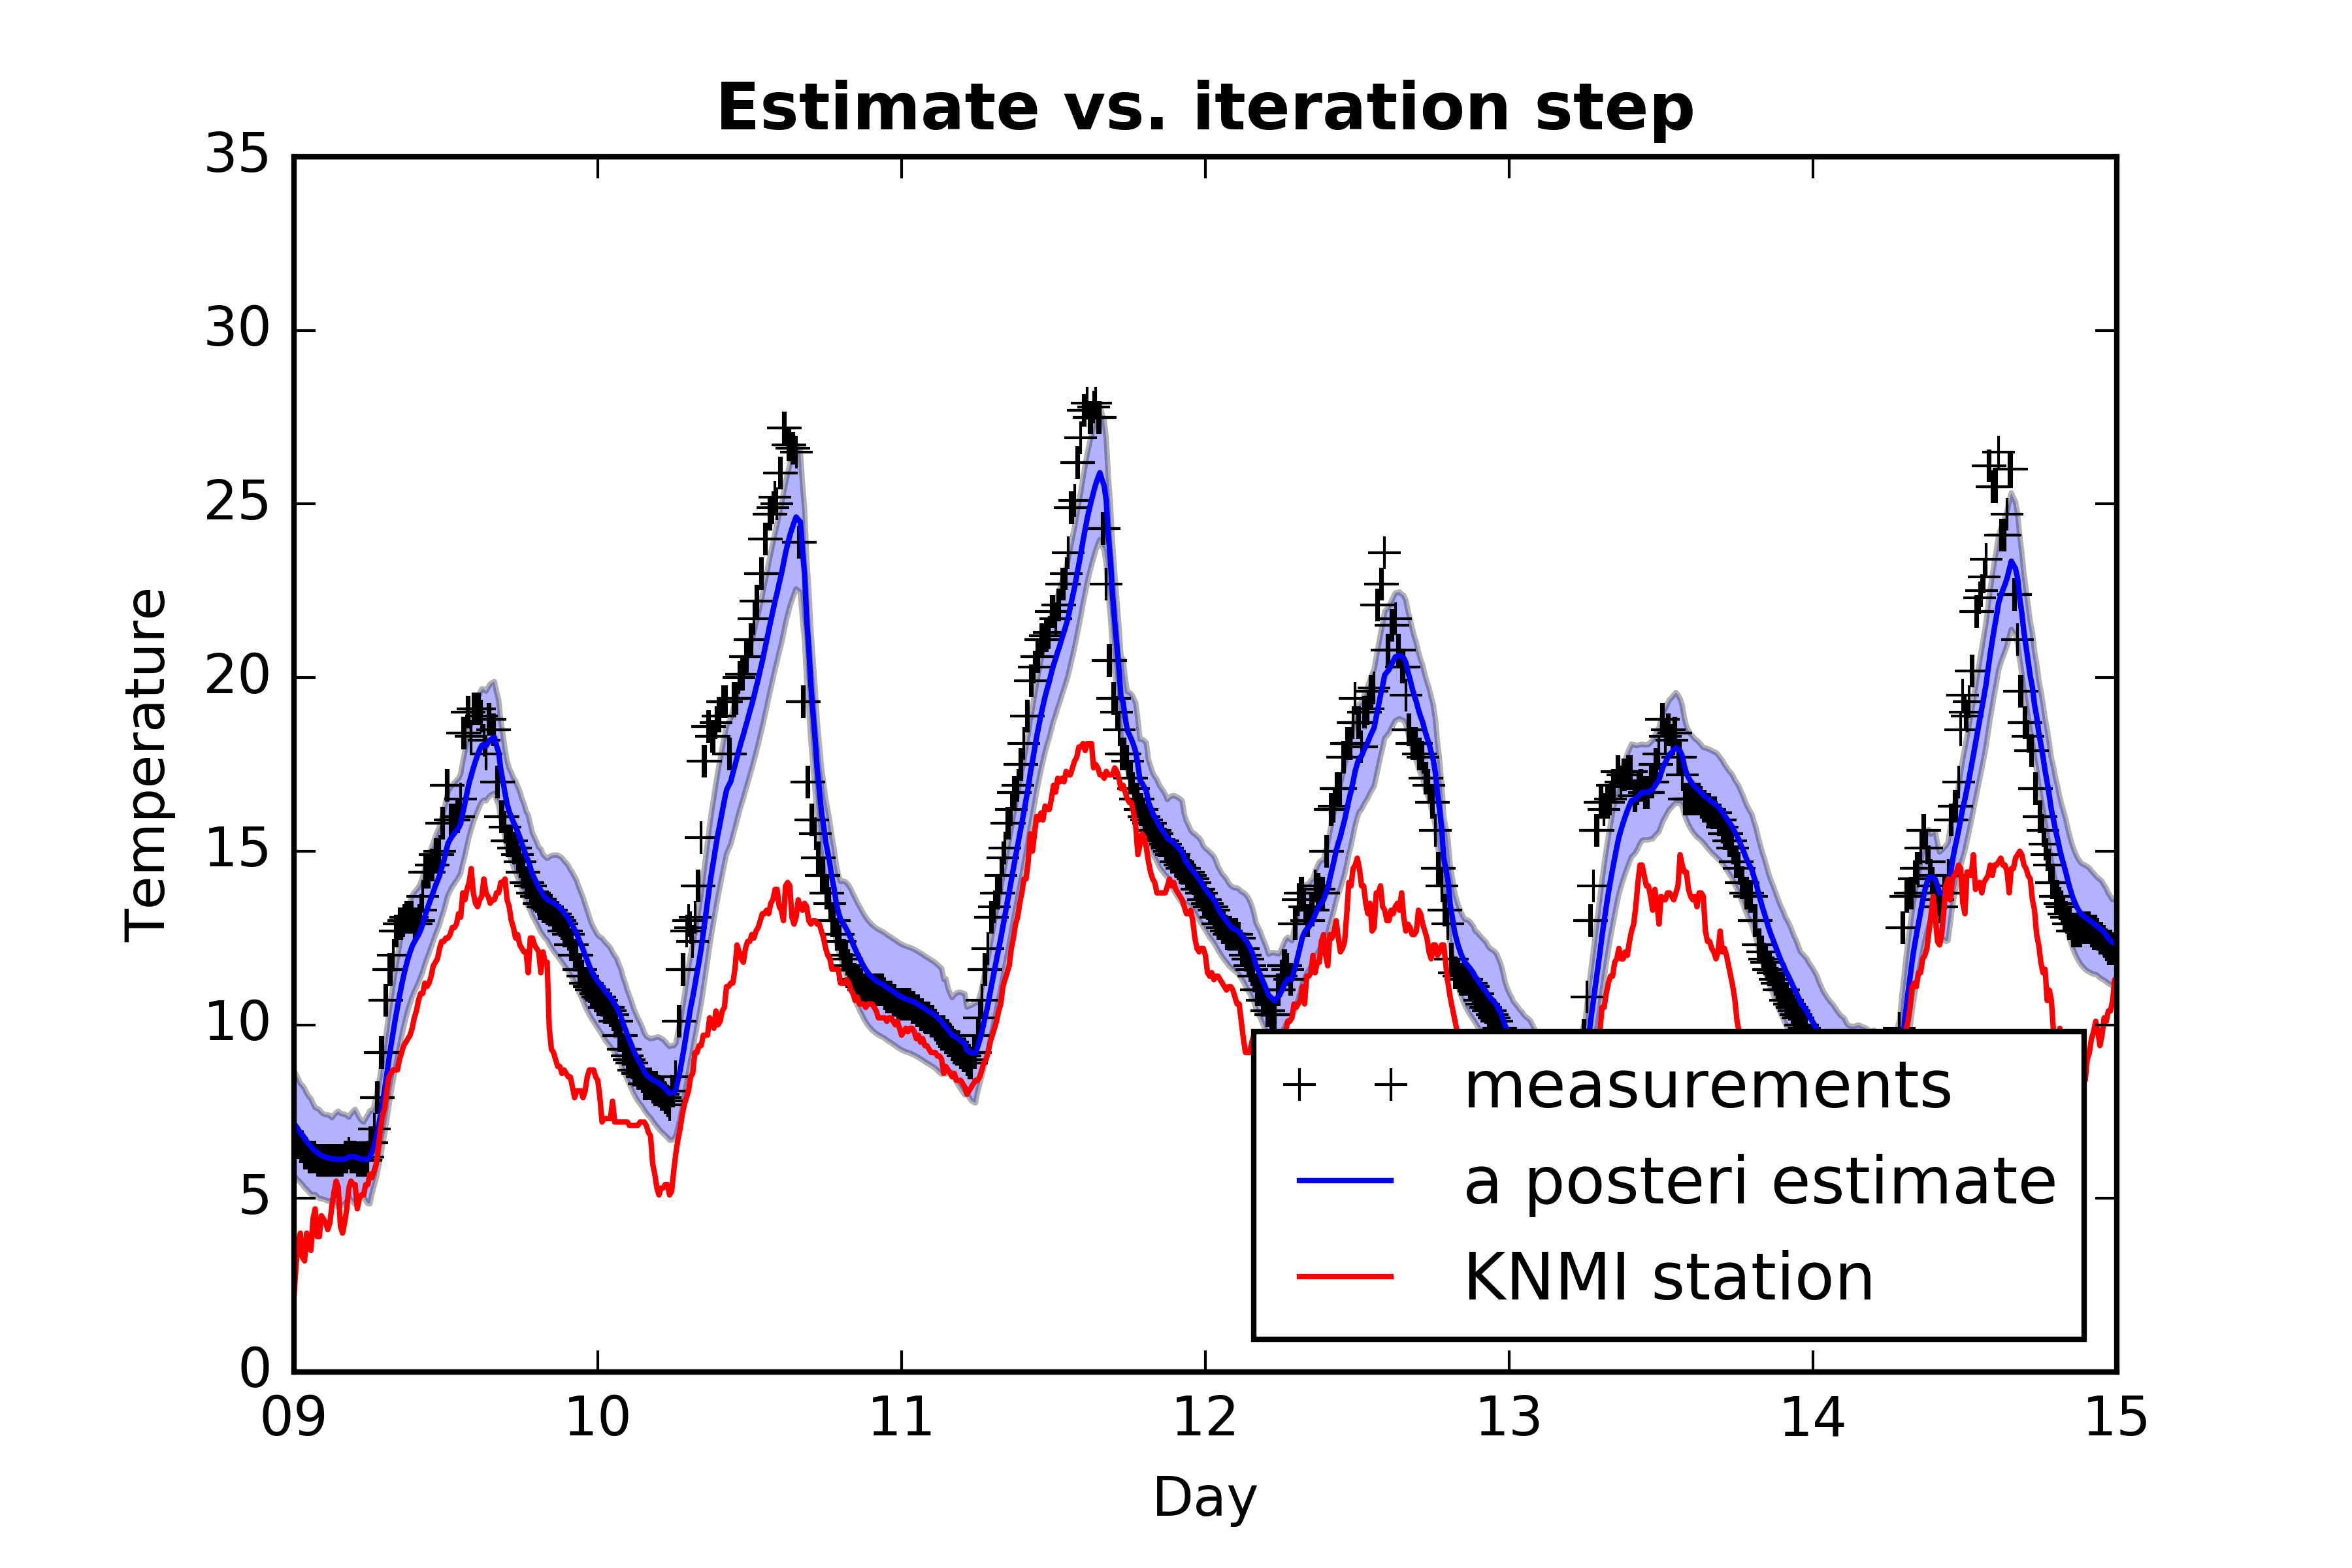 Estimate vs. iteration step
35
30
25
20
15
10
5
0
Temperature
09 10 11 12 13 14 15
Day
measurements
a posteri estimate
KNMI station